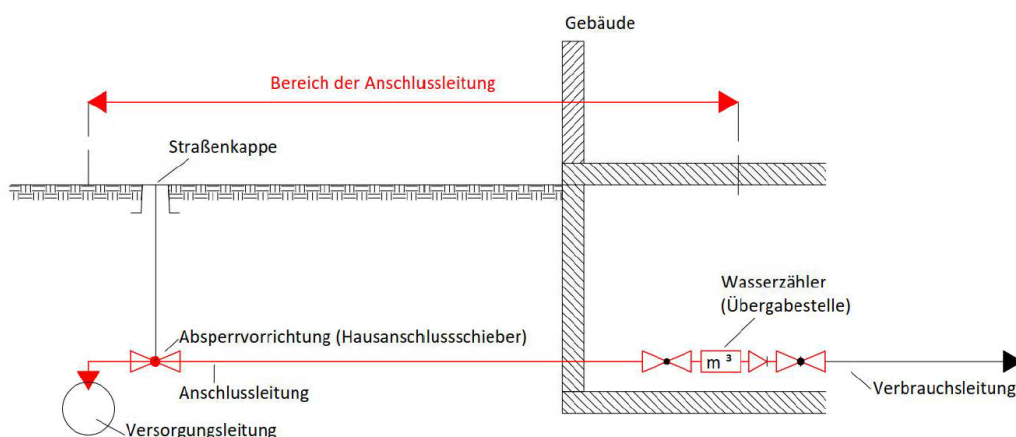 Gebäude
Bereich der Anschlussleitung
Straßenkappe
Wasserzähler
(Übergabestelle)
Absperrvorrichtung (Hausanschlussschieber)
m³
Anschlussleitung
Verbrauchsleitung
Versorgungsleitung